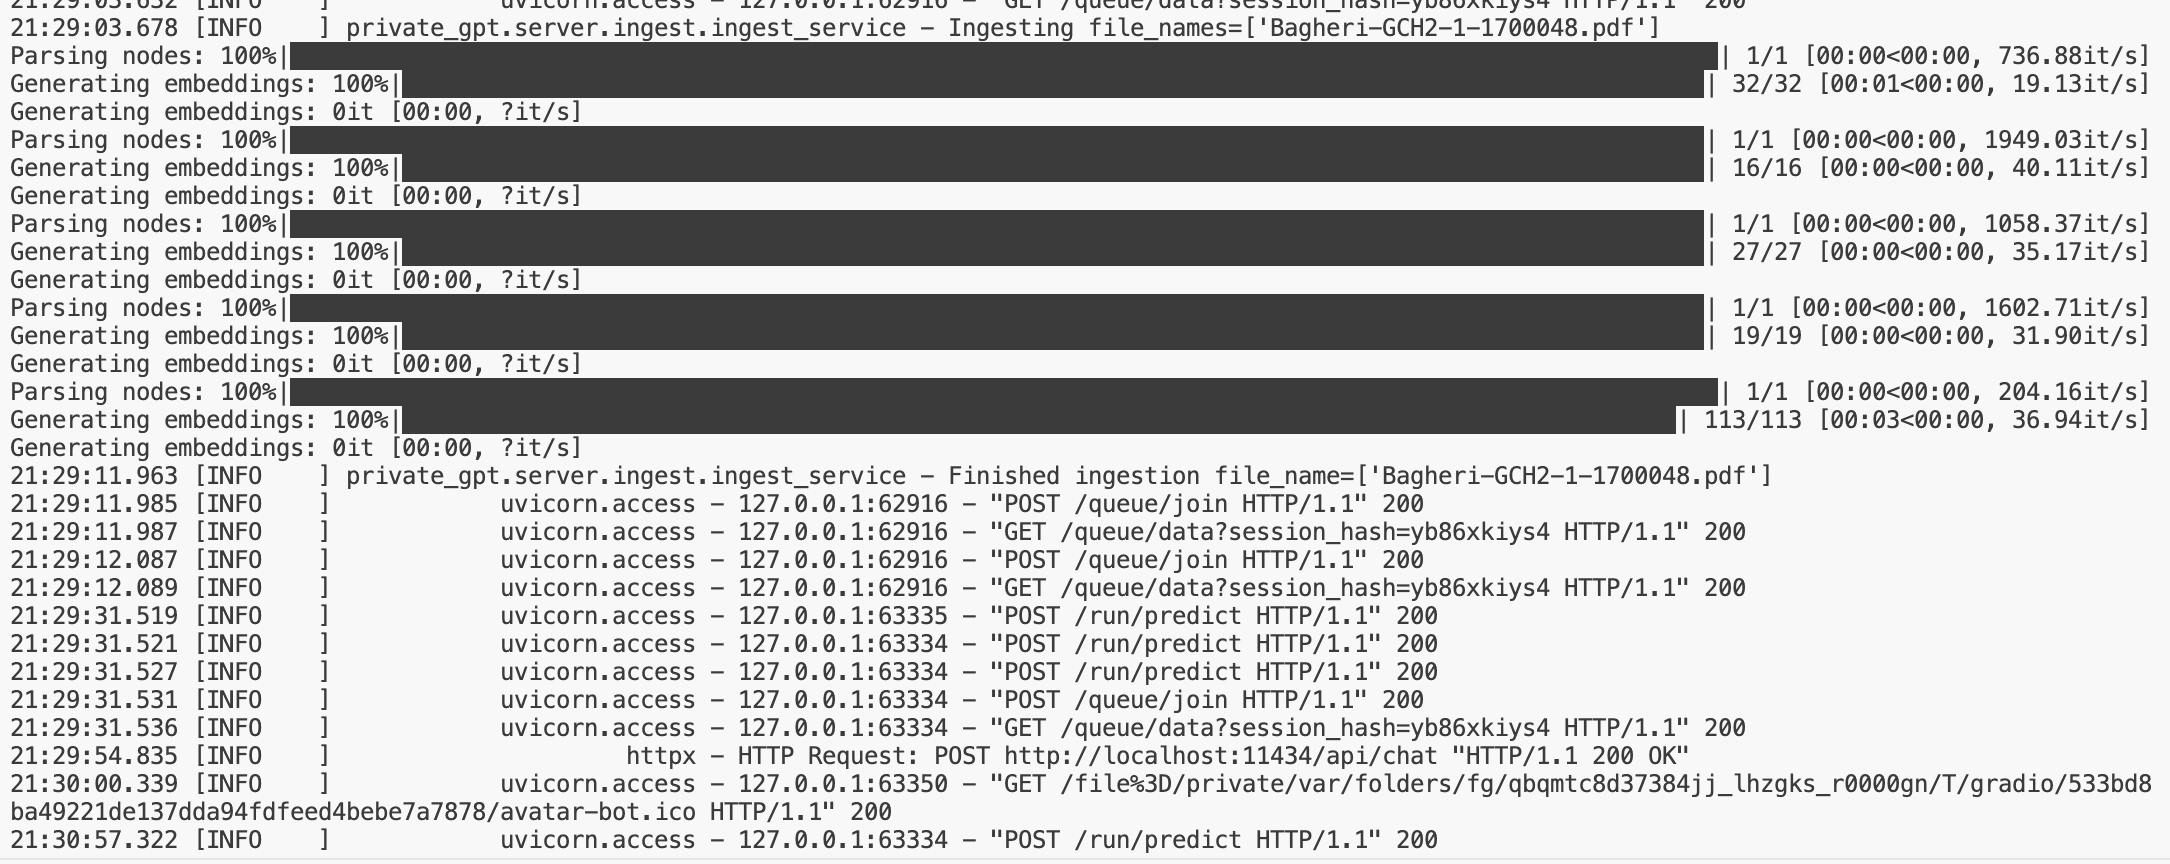 21:29:03.632 [INFO    ]            uvicorn.access - 127.0.0.1:62916 - "GET /queue/data?session_hash=yb86xkiys4 HTTP/1.1" 200
21:29:03.678 [INFO    ] private_gpt.server.ingest.ingest_service - Ingesting file_names=['Bagheri-GCH2-1-1700048.pdf']
Parsing nodes: 100%| | 1/1 [00:00<00:00, 736.88it/s]
Generating embeddings: 100%| | 32/32 [00:01<00:00, 19.13it/s]
Generating embeddings: 0it [00:00, ?it/s]
Parsing nodes: 100%| | 1/1 [00:00<00:00, 1949.03it/s]
Generating embeddings: 100%| | 16/16 [00:00<00:00, 40.11it/s]
Generating embeddings: 0it [00:00, ?it/s]
Parsing nodes: 100%| | 1/1 [00:00<00:00, 1058.37it/s]
Generating embeddings: 100%| | 27/27 [00:00<00:00, 35.17it/s]
Generating embeddings: 0it [00:00, ?it/s]
Parsing nodes: 100%| | 1/1 [00:00<00:00, 1602.71it/s]
Generating embeddings: 100%| | 19/19 [00:00<00:00, 31.90it/s]
Generating embeddings: 0it [00:00, ?it/s]
Parsing nodes: 100%| | 1/1 [00:00<00:00, 204.16it/s]
Generating embeddings: 100%| | 113/113 [00:03<00:00, 36.94it/s]
Generating embeddings: 0it [00:00, ?it/s]
21:29:11.963 [INFO    ] private_gpt.server.ingest.ingest_service - Finished ingestion file_name=['Bagheri-GCH2-1-1700048.pdf']
21:29:11.985 [INFO    ]            uvicorn.access - 127.0.0.1:62916 - "POST /queue/join HTTP/1.1" 200
21:29:11.987 [INFO    ]            uvicorn.access - 127.0.0.1:62916 - "GET /queue/data?session_hash=yb86xkiys4 HTTP/1.1" 200
21:29:12.087 [INFO    ]            uvicorn.access - 127.0.0.1:62916 - "POST /queue/join HTTP/1.1" 200
21:29:12.089 [INFO    ]            uvicorn.access - 127.0.0.1:62916 - "GET /queue/data?session_hash=yb86xkiys4 HTTP/1.1" 200
21:29:31.519 [INFO    ]            uvicorn.access - 127.0.0.1:63335 - "POST /run/predict HTTP/1.1" 200
21:29:31.521 [INFO    ]            uvicorn.access - 127.0.0.1:63334 - "POST /run/predict HTTP/1.1" 200
21:29:31.527 [INFO    ]            uvicorn.access - 127.0.0.1:63334 - "POST /run/predict HTTP/1.1" 200
21:29:31.531 [INFO    ]            uvicorn.access - 127.0.0.1:63334 - "POST /queue/join HTTP/1.1" 200
21:29:31.536 [INFO    ]            uvicorn.access - 127.0.0.1:63334 - "GET /queue/data?session_hash=yb86xkiys4 HTTP/1.1" 200
21:29:54.835 [INFO    ]                     httpx - HTTP Request: POST http://localhost:11434/api/chat "HTTP/1.1 200 OK"
21:30:00.339 [INFO    ]            uvicorn.access - 127.0.0.1:63350 - "GET /file%3D/private/var/folders/fg/qbqmtc8d37384jj_lhzgks_r0000gn/T/gradio/533bd8
ba49221de137dda94fdfeed4bebe7a7878/avatar-bot.ico HTTP/1.1" 200
21:30:57.322 [INFO    ]            uvicorn.access - 127.0.0.1:63334 - "POST /run/predict HTTP/1.1" 200